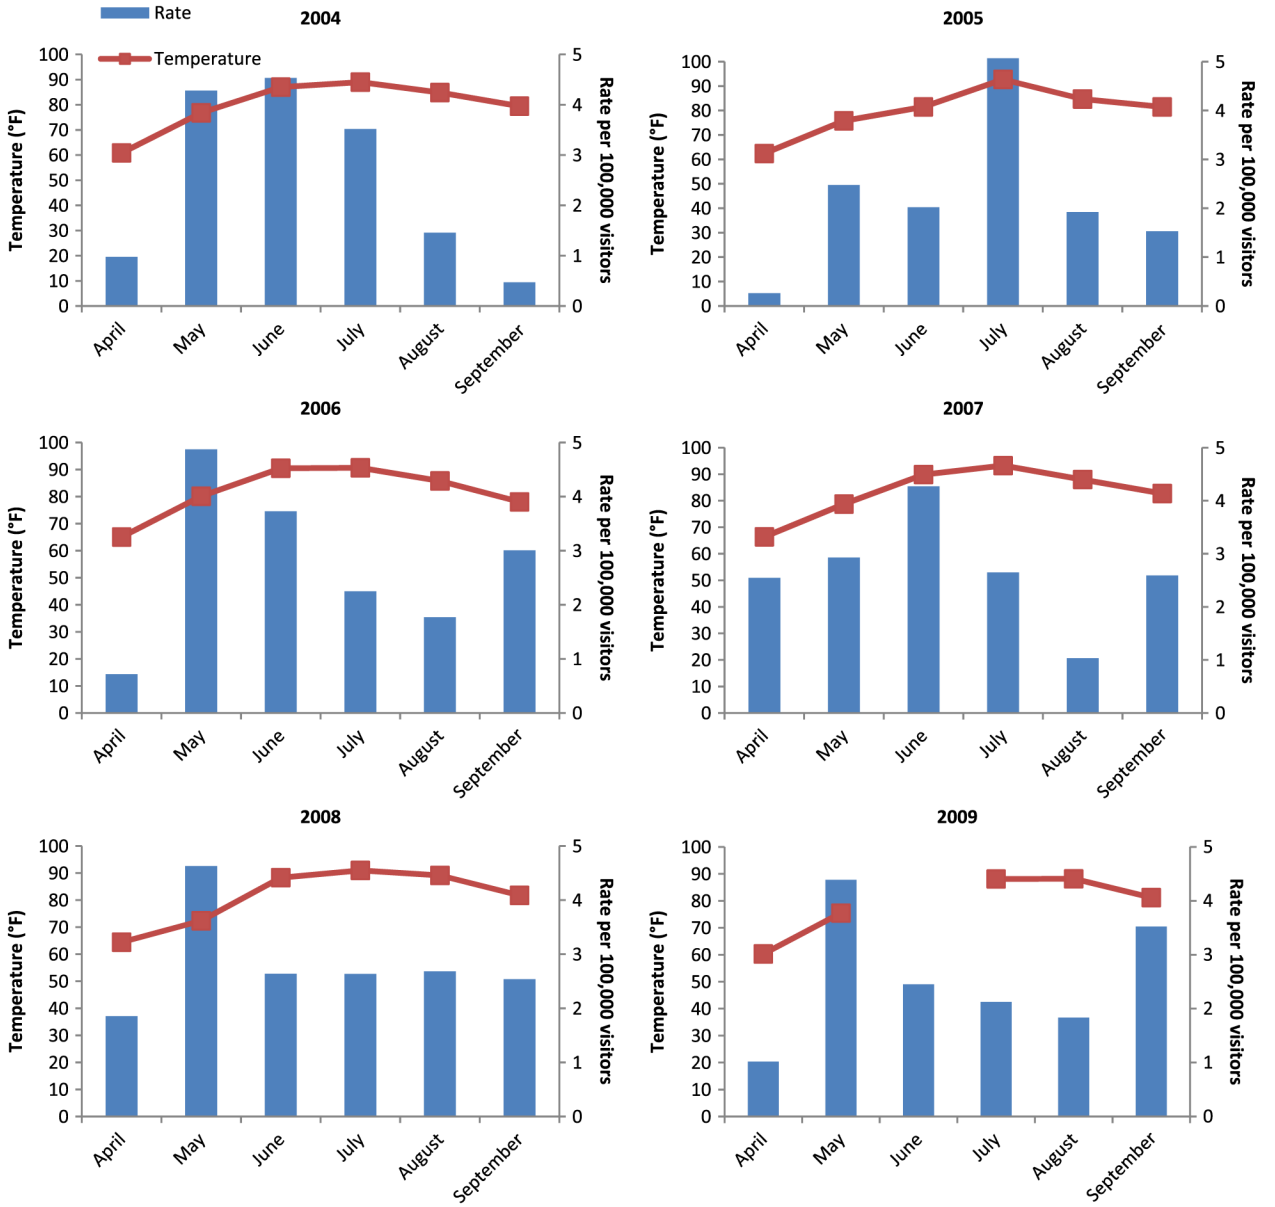 Rate
Temperature
2004
100
90
80
70
60
50
40
30
20
10
0
Temperature (°F)
5
4
3
2
1
0
Rate per 100,000 visitors
April
May
June
July
August
September
2005
100
90
80
70
60
50
40
30
20
10
0
Temperature (°F)
5
4
3
2
1
0
Rate per 100,000 visitors
April
May
June
July
August
September
2006
100
90
80
70
60
50
40
30
20
10
0
Temperature (°F)
5
4
3
2
1
0
Rate per 100,000 visitors
April
May
June
July
August
September
2007
100
90
80
70
60
50
40
30
20
10
0
Temperature (°F)
5
4
3
2
1
0
Rate per 100,000 visitors
April
May
June
July
August
September
2008
100
90
80
70
60
50
40
30
20
10
0
Temperature (°F)
5
4
3
2
1
0
Rate per 100,000 visitors
April
May
June
July
August
September
2009
100
90
80
70
60
50
40
30
20
10
0
Temperature (°F)
5
4
3
2
1
0
Rate per 100,000 visitors
April
May
June
July
August
September